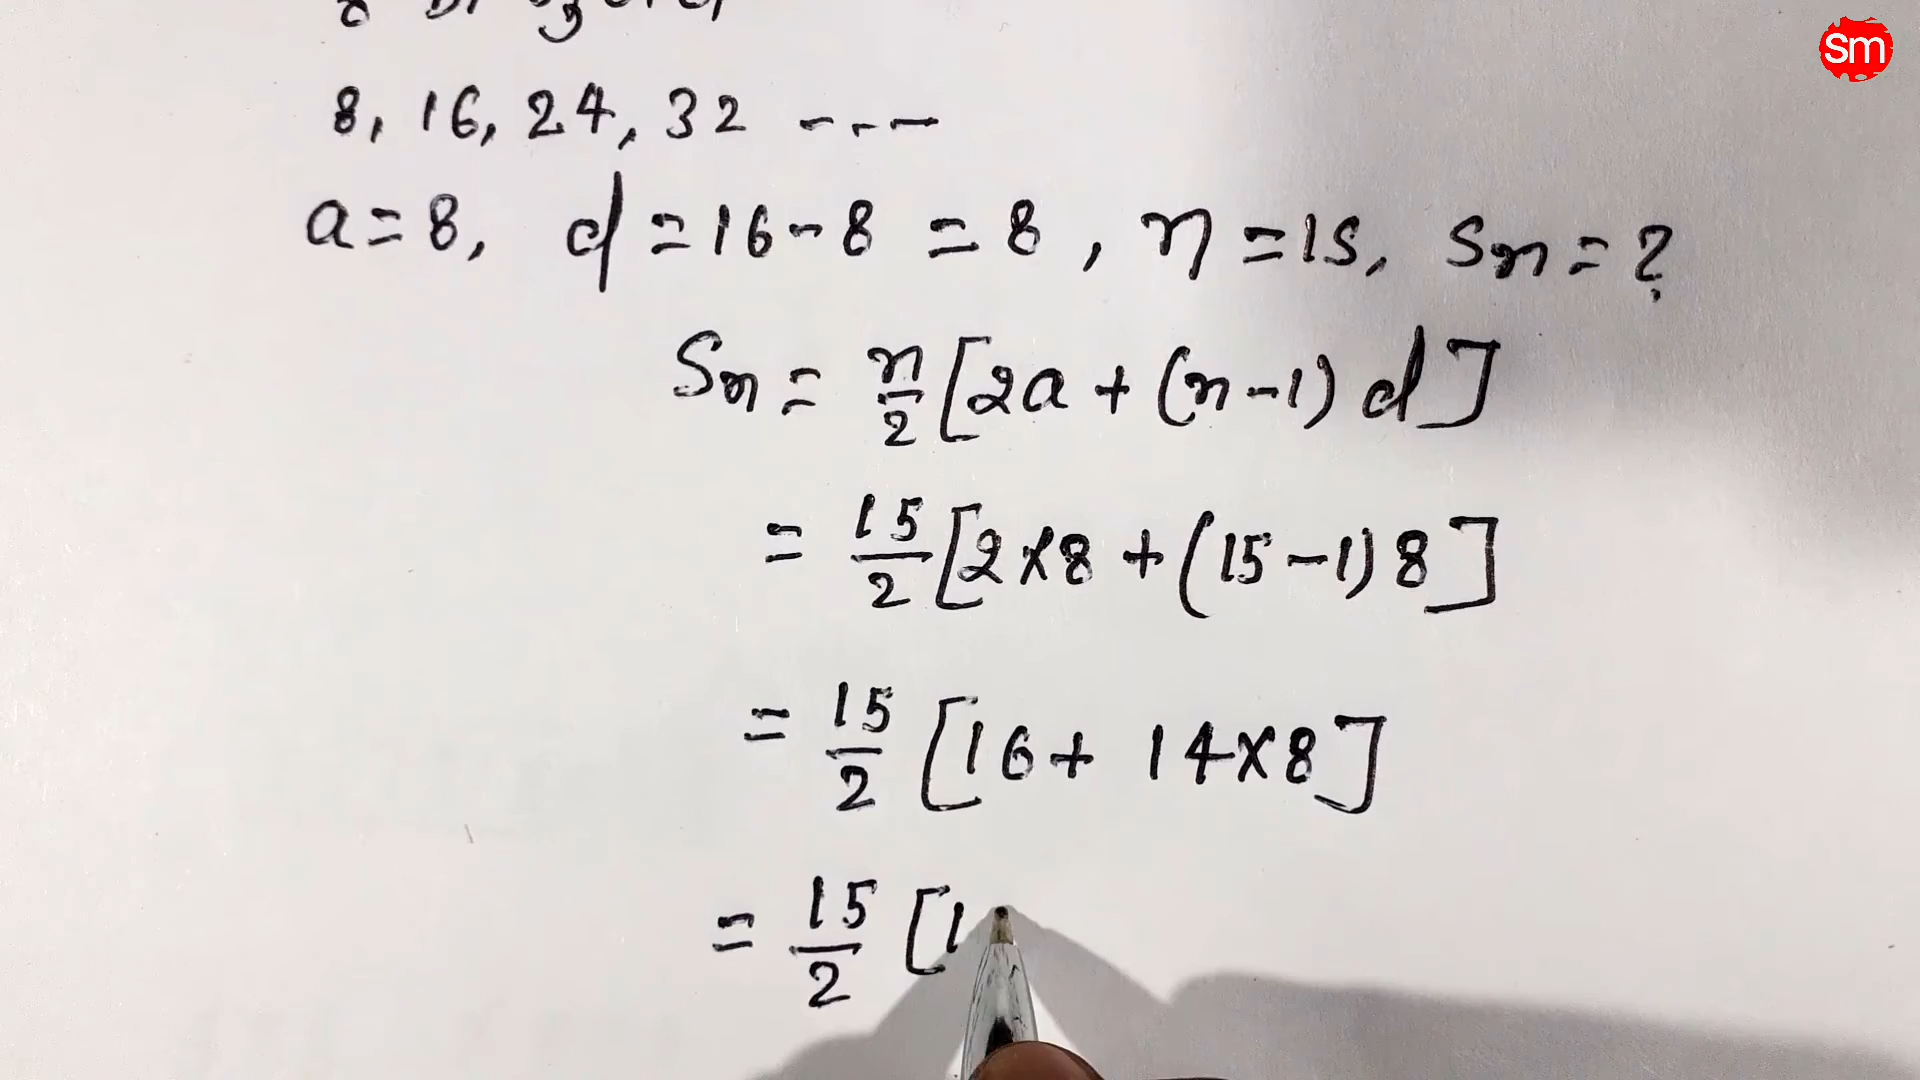 Sm
8, 16, 24, 32 ----
a=8, d=16-8=8, n=15, Sn=?
Sn = n/2 [2a+(n-1)d]
= 15/2 [2×8+(15-1)8]
= 15/2 [16+ 14×8]
= 15/2 [1